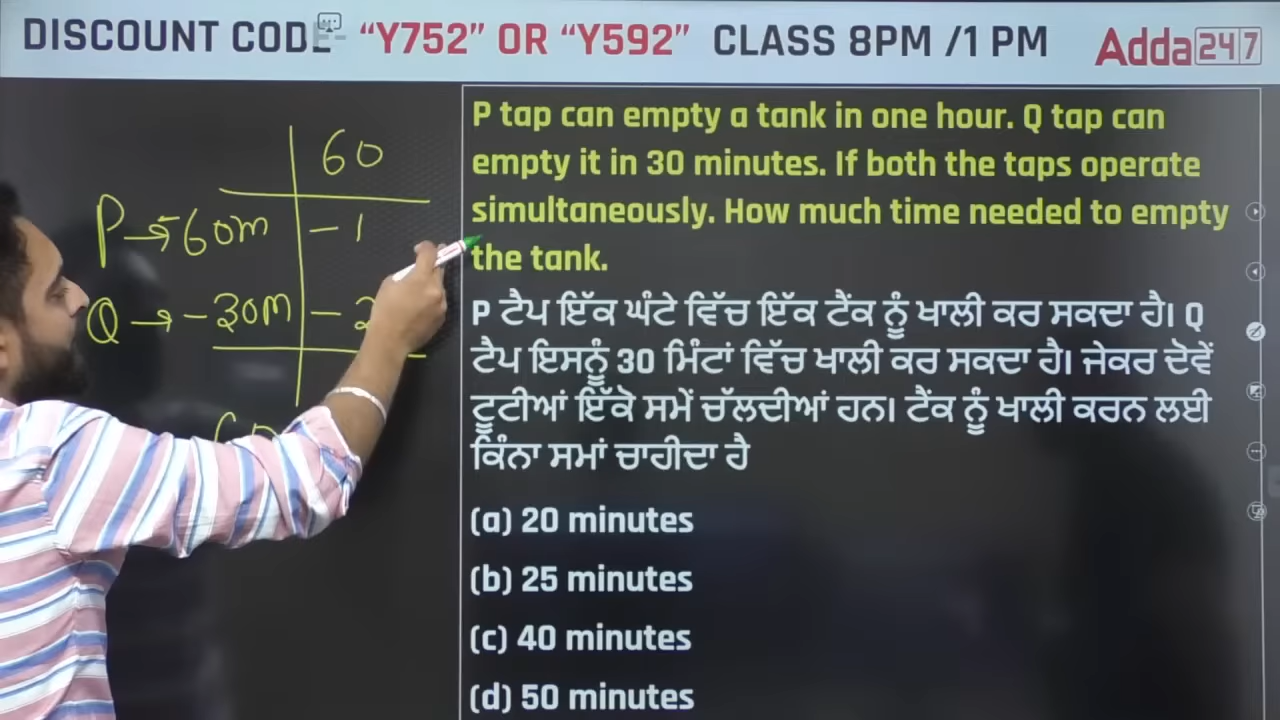 DISCOUNT CODE "Y752" OR "Y592" CLASS 8PM /1 PM
Adda247
60
P → 60m -1
Q → -30m -2
60
P tap can empty a tank in one hour. Q tap can
empty it in 30 minutes. If both the taps operate
simultaneously. How much time needed to empty
the tank.
P ਟੈਪ ਇੱਕ ਘੰਟੇ ਵਿੱਚ ਇੱਕ ਟੈਂਕ ਨੂੰ ਖਾਲੀ ਕਰ ਸਕਦਾ ਹੈ। Q
ਟੈਪ ਇਸਨੂੰ 30 ਮਿੰਟਾਂ ਵਿੱਚ ਖਾਲੀ ਕਰ ਸਕਦਾ ਹੈ। ਜੇਕਰ ਦੋਵੇਂ
ਟੂਟੀਆਂ ਇੱਕੋ ਸਮੇਂ ਚੱਲਦੀਆਂ ਹਨ। ਟੈਂਕ ਨੂੰ ਖਾਲੀ ਕਰਨ ਲਈ
ਕਿੰਨਾ ਸਮਾਂ ਚਾਹੀਦਾ ਹੈ
(a) 20 minutes
(b) 25 minutes
(c) 40 minutes
(d) 50 minutes